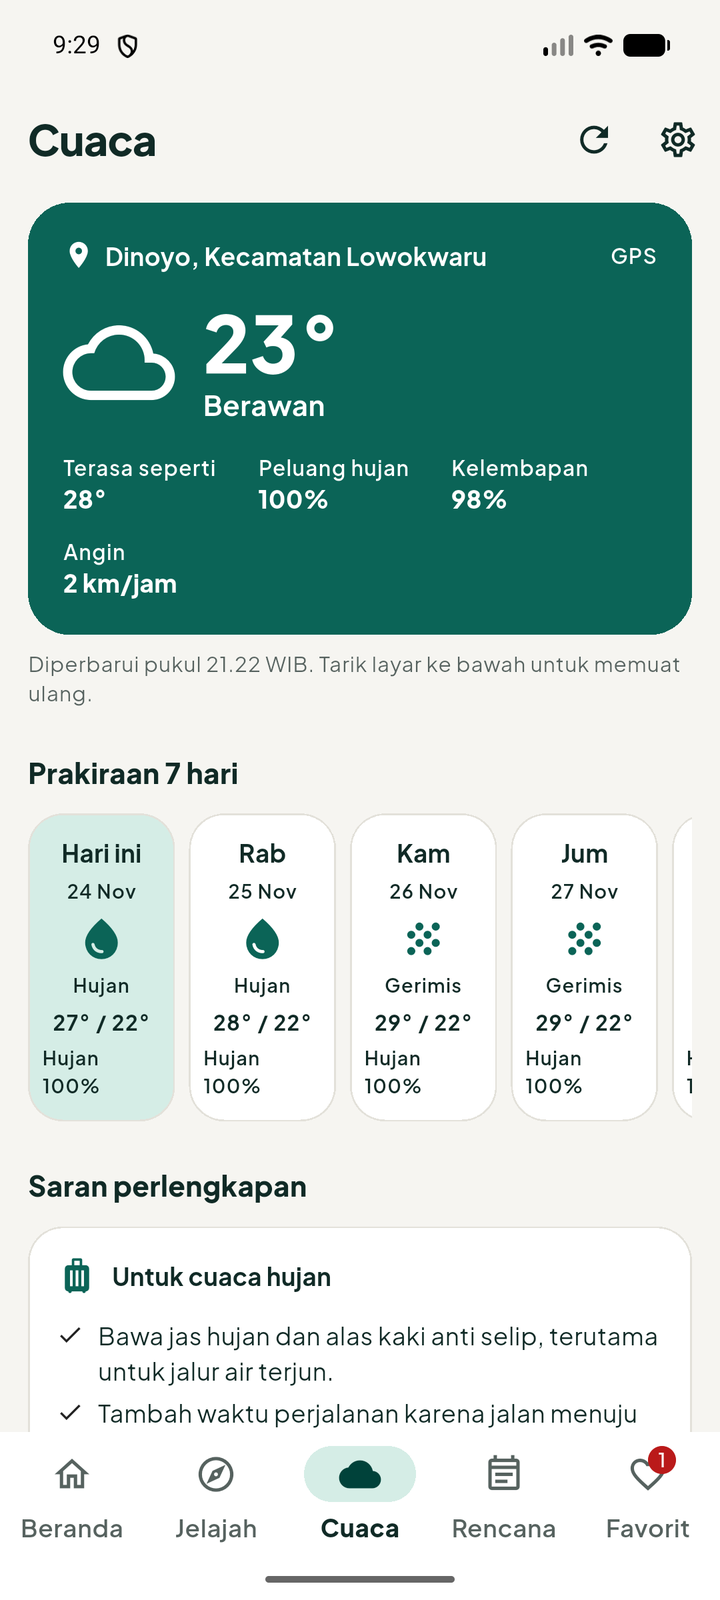 9:29
Cuaca
Dinoyo, Kecamatan Lowokwaru
GPS
23°
Berawan
Terasa seperti
28°
Peluang hujan
100%
Kelembapan
98%
Angin
2 km/jam
Diperbarui pukul 21.22 WIB. Tarik layar ke bawah untuk memuat
ulang.
Prakiraan 7 hari
Hari ini
24 Nov
Hujan
27° / 22°
Hujan
100%
Rab
25 Nov
Hujan
28° / 22°
Hujan
100%
Kam
26 Nov
Gerimis
29° / 22°
Hujan
100%
Jum
27 Nov
Gerimis
29° / 22°
Hujan
100%
Saran perlengkapan
Untuk cuaca hujan
Bawa jas hujan dan alas kaki anti selip, terutama
untuk jalur air terjun.
Tambah waktu perjalanan karena jalan menuju
1
Beranda
Jelajah
Cuaca
Rencana
Favorit